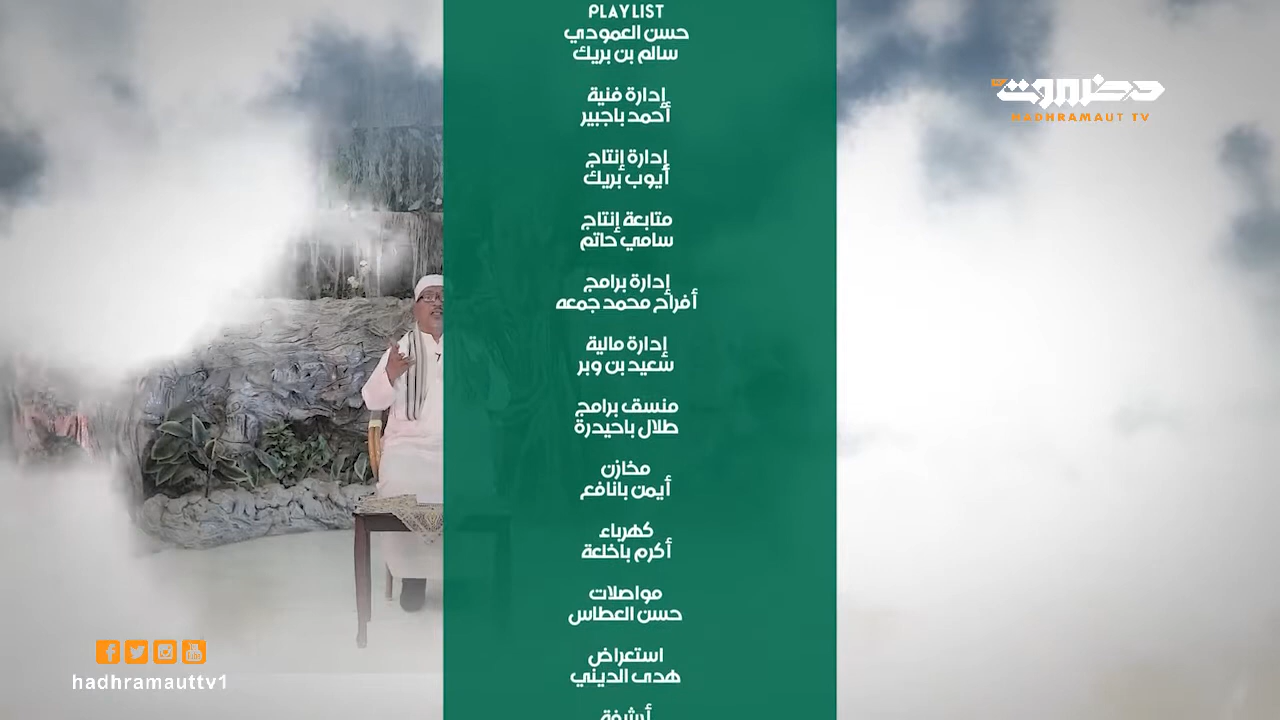 PLAYLIST
حسن العمودي
سالم بن بريك
إدارة فنية
أحمد باجبير
إدارة إنتاج
أيوب بريك
متابعة إنتاج
سامي حاتم
إدارة برامج
أفراح محمد جمعه
إدارة مالية
سعيد بن وبر
منسق برامج
طلال باحيدرة
مخازن
أيمن بانافع
كهرباء
أكرم باخلعة
مواصلات
حسن العطاس
استعراض
هدى الديني
أرشفة
حضرموت
HADHRAMAUT TV
hadhramauttv1